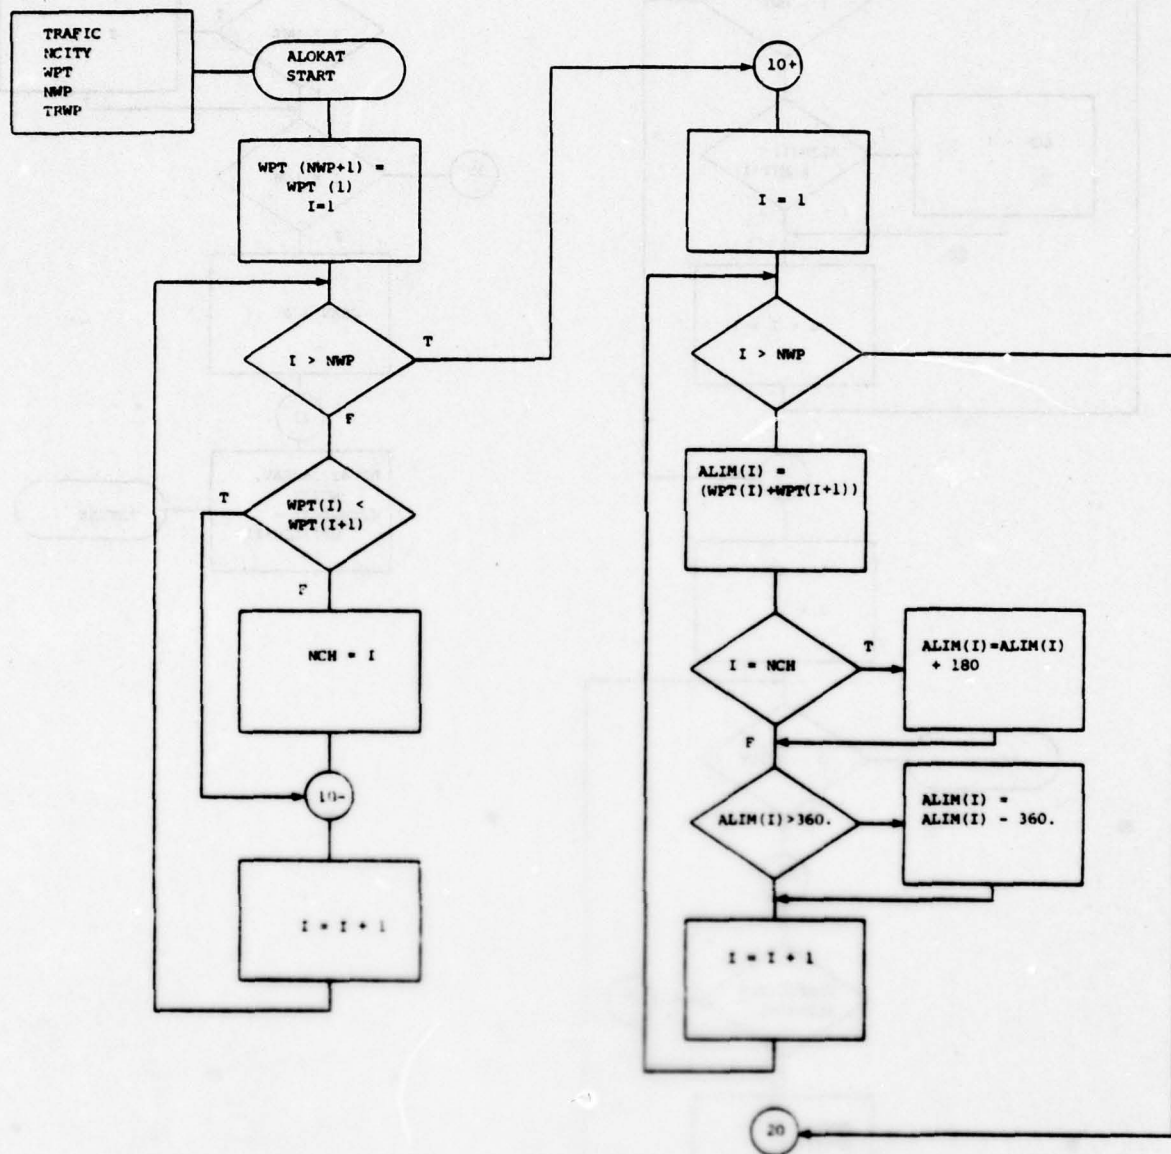 TRAFIC
NCITY
WPT
NWP
TRWP
ALOKAT
START
WPT (NWP+1) =
WPT (1)
I=1
I > NWP
T
F
WPT(I) <
WPT(I+1)
T
F
NCH = I
10-
I = I + 1
10+
I = 1
I > NWP
ALIM(I) =
(WPT(I)+WPT(I+1))
I = NCH
T
ALIM(I)=ALIM(I)
+ 180
F
ALIM(I)>360.
ALIM(I) =
ALIM(I) - 360.
I = I + 1
20